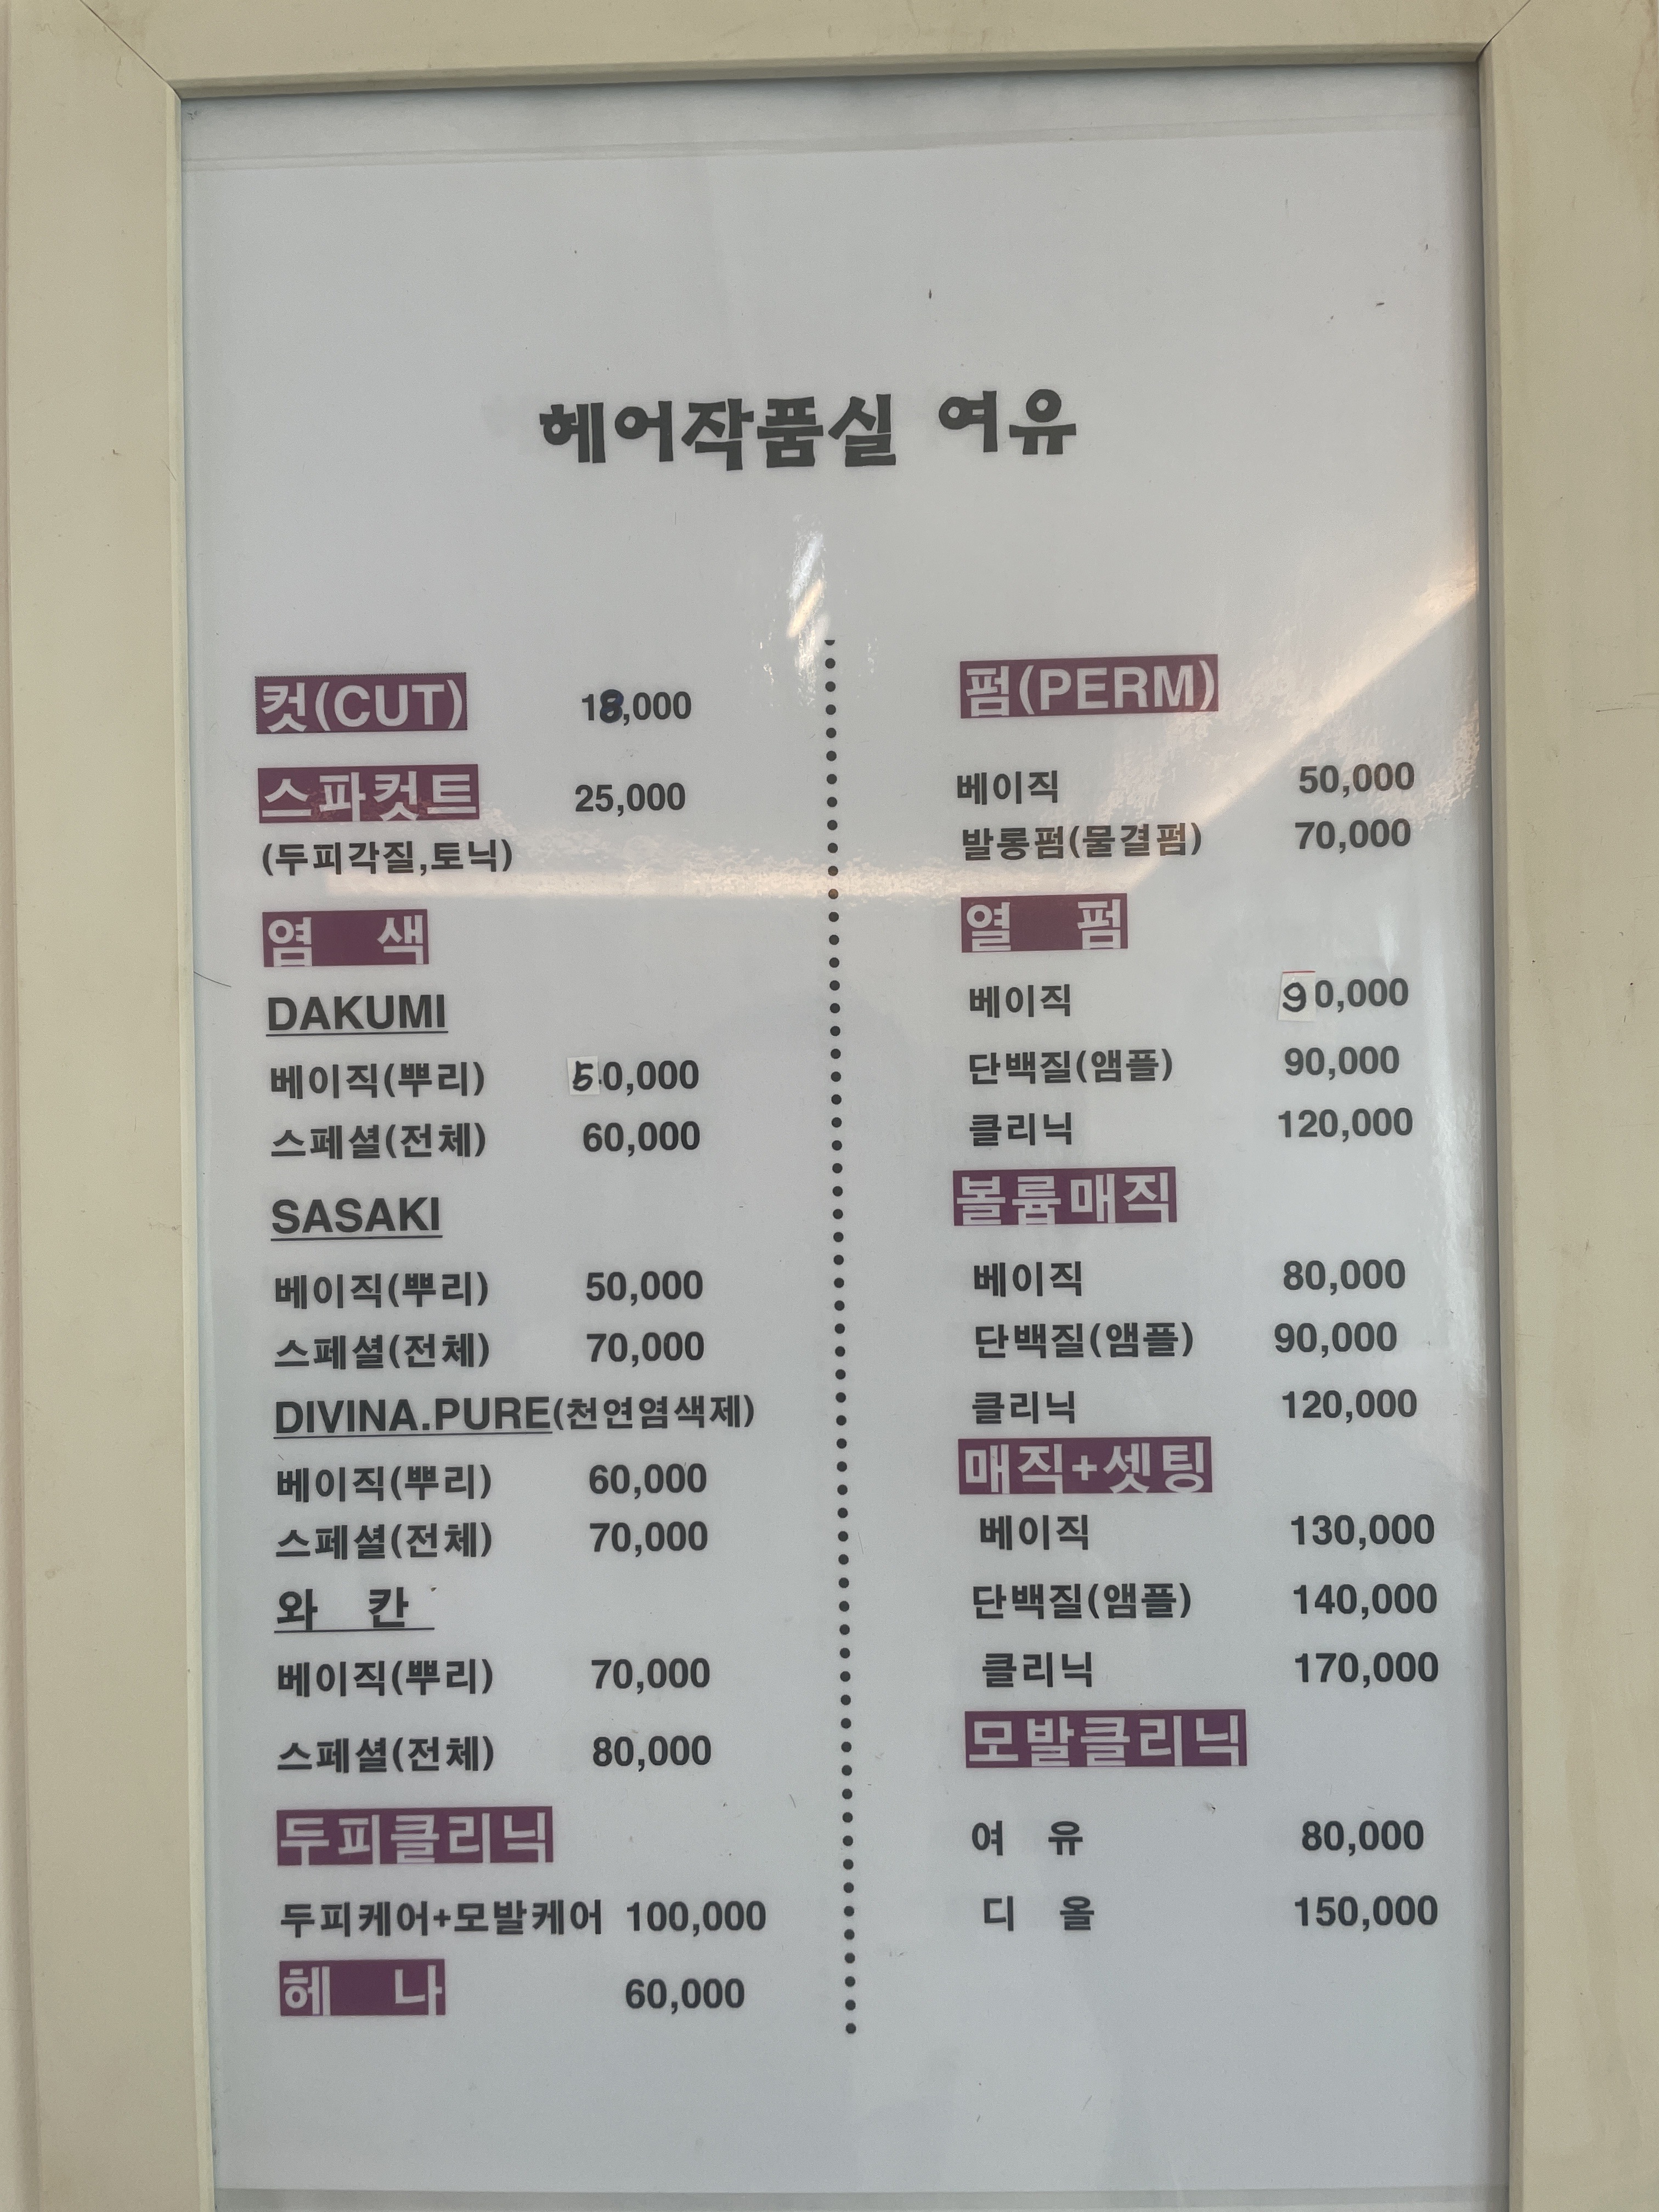 헤어작품실 여유
컷(CUT) 18,000
스파컷트 25,000
(두피각질,토닉)
염 색
DAKUMI
베이직(뿌리) 50,000
스페셜(전체) 60,000
SASAKI
베이직(뿌리) 50,000
스페셜(전체) 70,000
DIVINA.PURE(천연염색제)
베이직(뿌리) 60,000
스페셜(전체) 70,000
와 칸
베이직(뿌리) 70,000
스페셜(전체) 80,000
두피클리닉
두피케어+모발케어 100,000
헤 나 60,000
펌(PERM)
베이직 50,000
발롱펌(물결펌) 70,000
열 펌
베이직 90,000
단백질(앰플) 90,000
클리닉 120,000
볼륨매직
베이직 80,000
단백질(앰플) 90,000
클리닉 120,000
매직+셋팅
베이직 130,000
단백질(앰플) 140,000
클리닉 170,000
모발클리닉
여 유 80,000
디 올 150,000